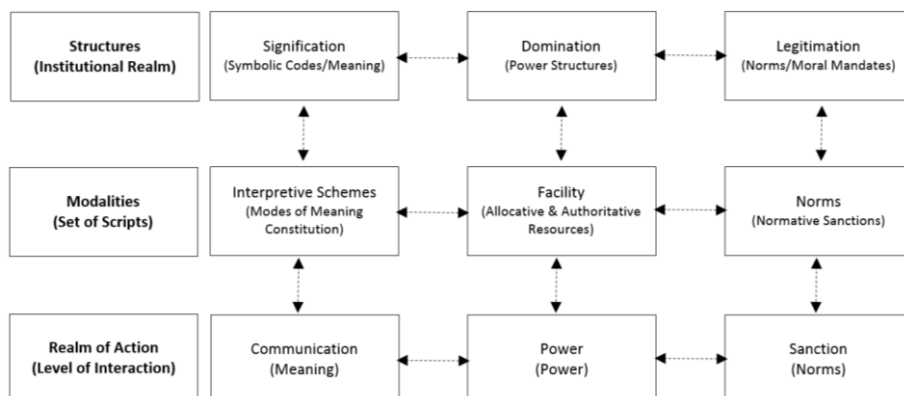 Structures
(Institutional Realm)
Signification
(Symbolic Codes/Meaning)
Domination
(Power Structures)
Legitimation
(Norms/Moral Mandates)
Modalities
(Set of Scripts)
Interpretive Schemes
(Modes of Meaning
Constitution)
Facility
(Allocative & Authoritative
Resources)
Norms
(Normative Sanctions)
Realm of Action
(Level of Interaction)
Communication
(Meaning)
Power
(Power)
Sanction
(Norms)